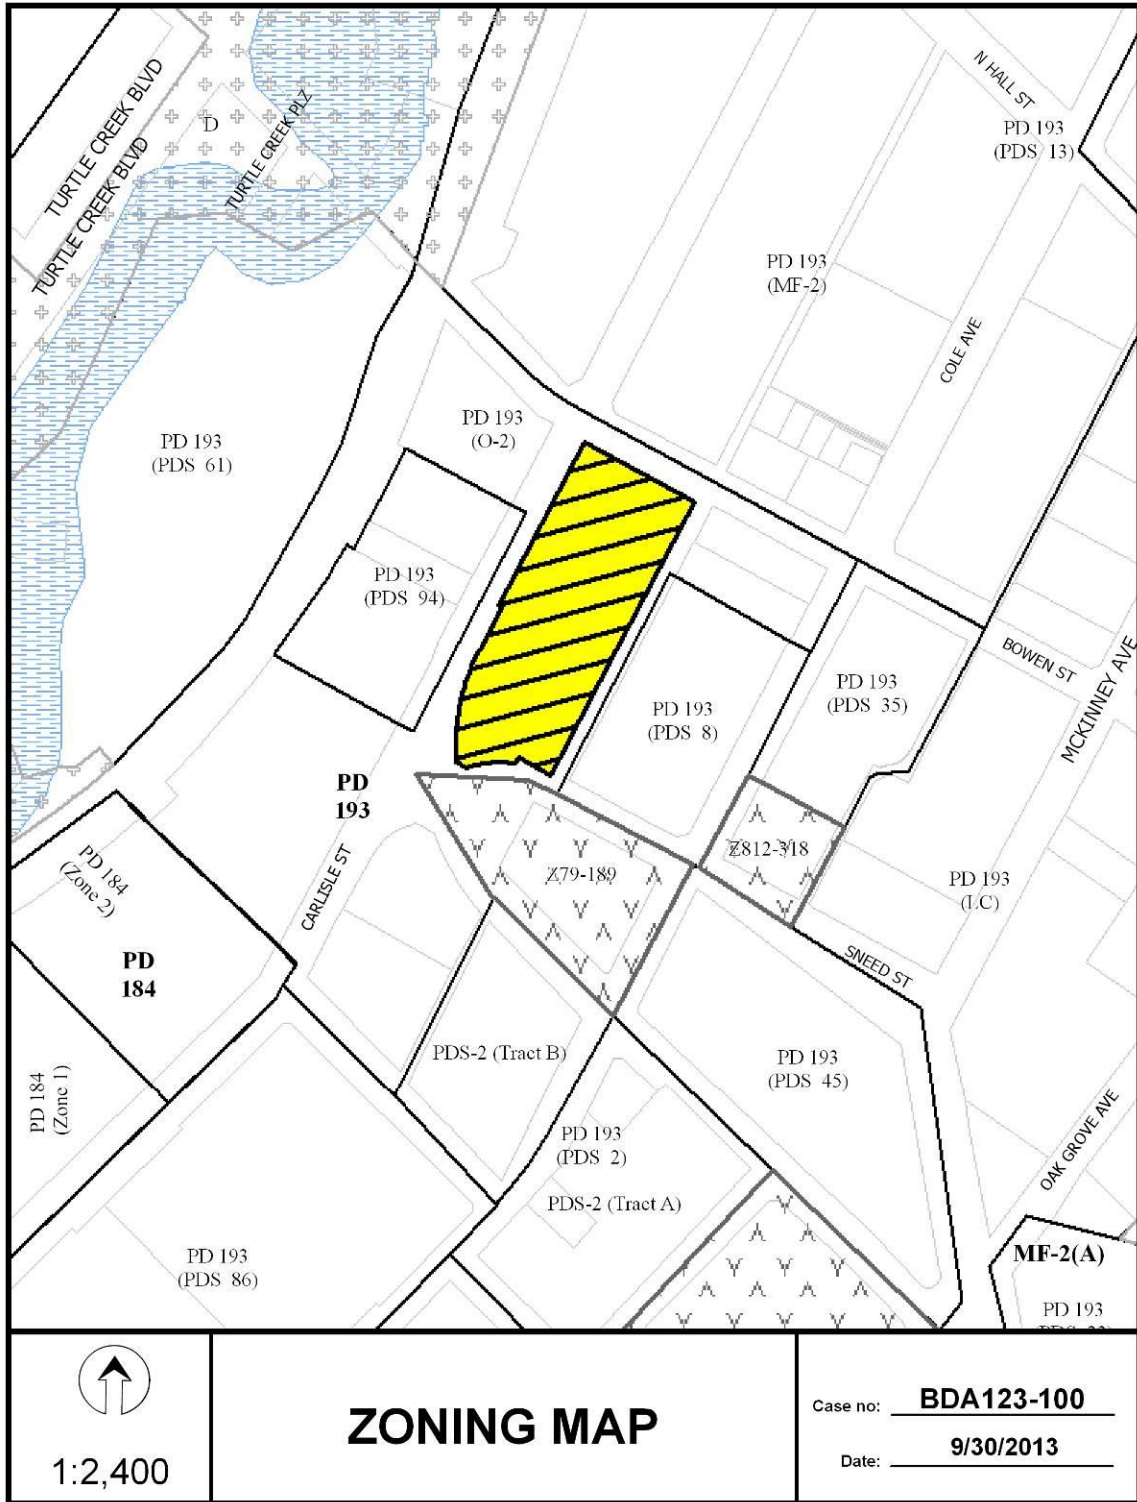 N HALL ST
PD 193
(PDS 13)
TURTLE CREEK BLVD
TURTLE CREEK BLVD
D
TURTLE CREEK PLZ
PD 193
(MF-2)
COLE AVE
PD 193
(PDS 61)
PD 193
(O-2)
PD 193
(PDS 94)
BOWEN ST
MCKINNEY AVE
PD 193
(PDS 35)
PD 193
(PDS 8)
PD
193
PD 184
(Zone 2)
CARLISLE ST
Z79-189
Z812-318
PD 193
(LC)
PD
184
SNEED ST
PDS-2 (Tract B)
PD 193
(PDS 45)
PD 184
(Zone 1)
PD 193
(PDS 2)
OAK GROVE AVE
PDS-2 (Tract A)
PD 193
(PDS 86)
MF-2(A)
PD 193
1:2,400
ZONING MAP
Case no: BDA123-100
Date: 9/30/2013